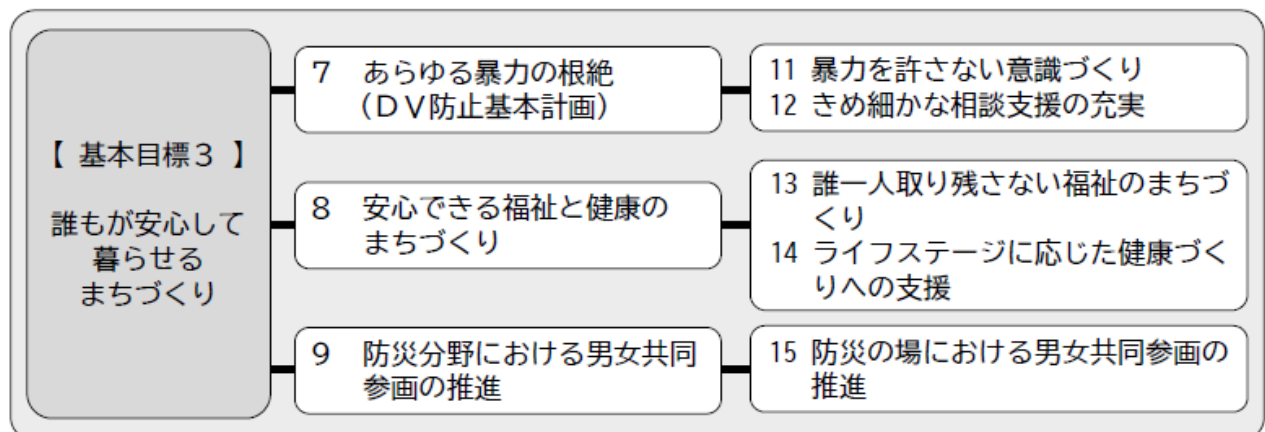 【 基本目標３ 】
誰もが安心して
暮らせる
まちづくり
７ あらゆる暴力の根絶
（ＤＶ防止基本計画）
11 暴力を許さない意識づくり
12 きめ細かな相談支援の充実
８ 安心できる福祉と健康の
まちづくり
13 誰一人取り残さない福祉のまちづ
くり
14 ライフステージに応じた健康づく
りへの支援
９ 防災分野における男女共同
参画の推進
15 防災の場における男女共同参画の
推進